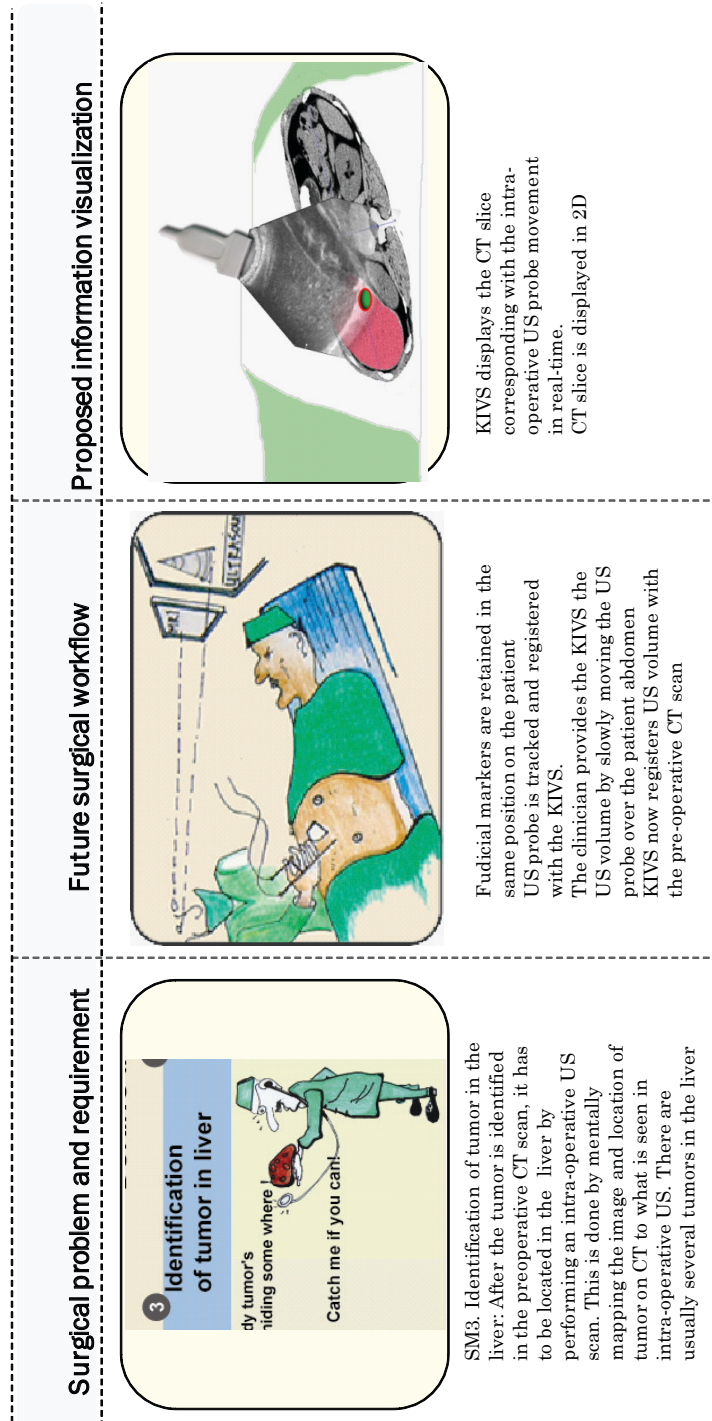 Surgical problem and requirement
3
Identification
of tumor in liver
dy tumor's
hiding some where !
Catch me if you can!
SM3. Identification of tumor in the
liver: After the tumor is identified
in the preoperative CT scan, it has
to be located in the liver by
performing an intra-operative US
scan. This is done by mentally
mapping the image and location of
tumor on CT to what is seen in
intra-operative US. There are
usually several tumors in the liver
Future surgical workflow
ULTRASOU
Fudicial markers are retained in the
same position on the patient
US probe is tracked and registered
with the KIVS.
The clinician provides the KIVS the
US volume by slowly moving the US
probe over the patient abdomen
KIVS now registers US volume with
the pre-operative CT scan
Proposed information visualization
KIVS displays the CT slice
corresponding with the intra-
operative US probe movement
in real-time.
CT slice is displayed in 2D